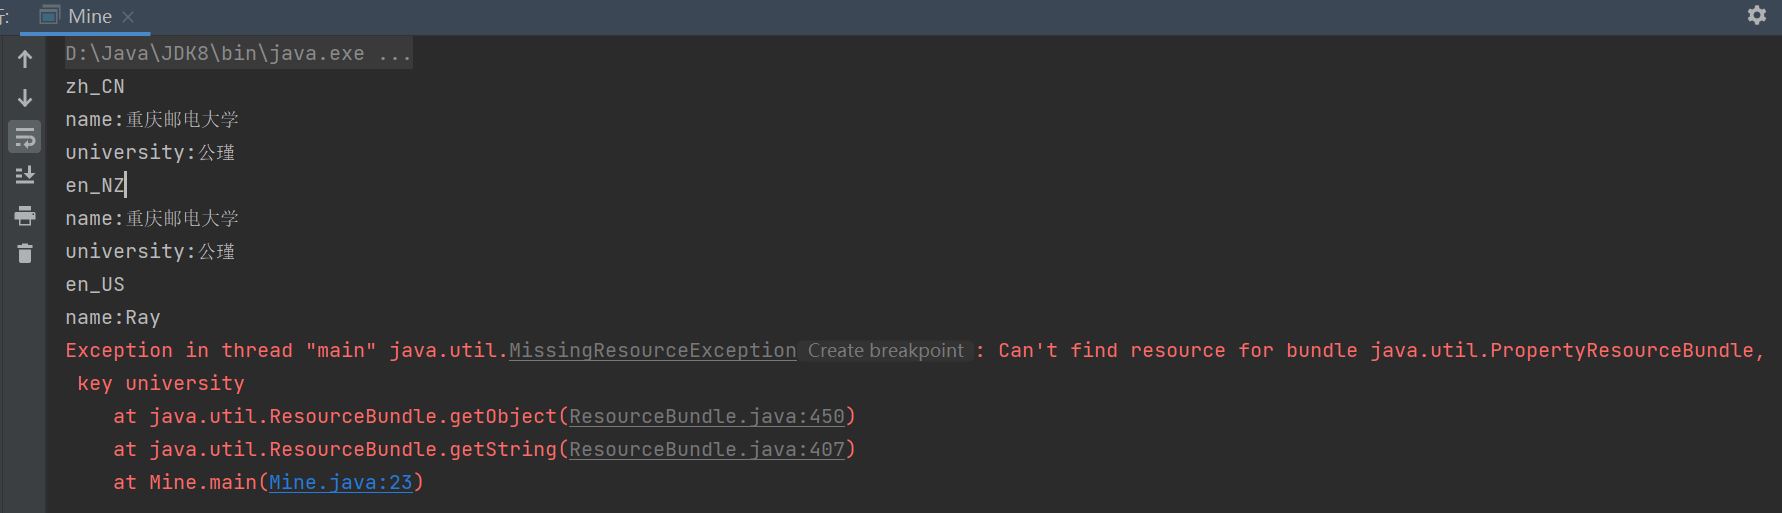 Mine
D:\Java\JDK8\bin\java.exe ...
zh_CN
name:重庆邮电大学
university:公瑾
en_NZ
name:重庆邮电大学
university:公瑾
en_US
name:Ray
Exception in thread "main" java.util.MissingResourceException Create breakpoint : Can't find resource for bundle java.util.PropertyResourceBundle,
key university
at java.util.ResourceBundle.getObject(ResourceBundle.java:450)
at java.util.ResourceBundle.getString(ResourceBundle.java:407)
at Mine.main(Mine.java:23)